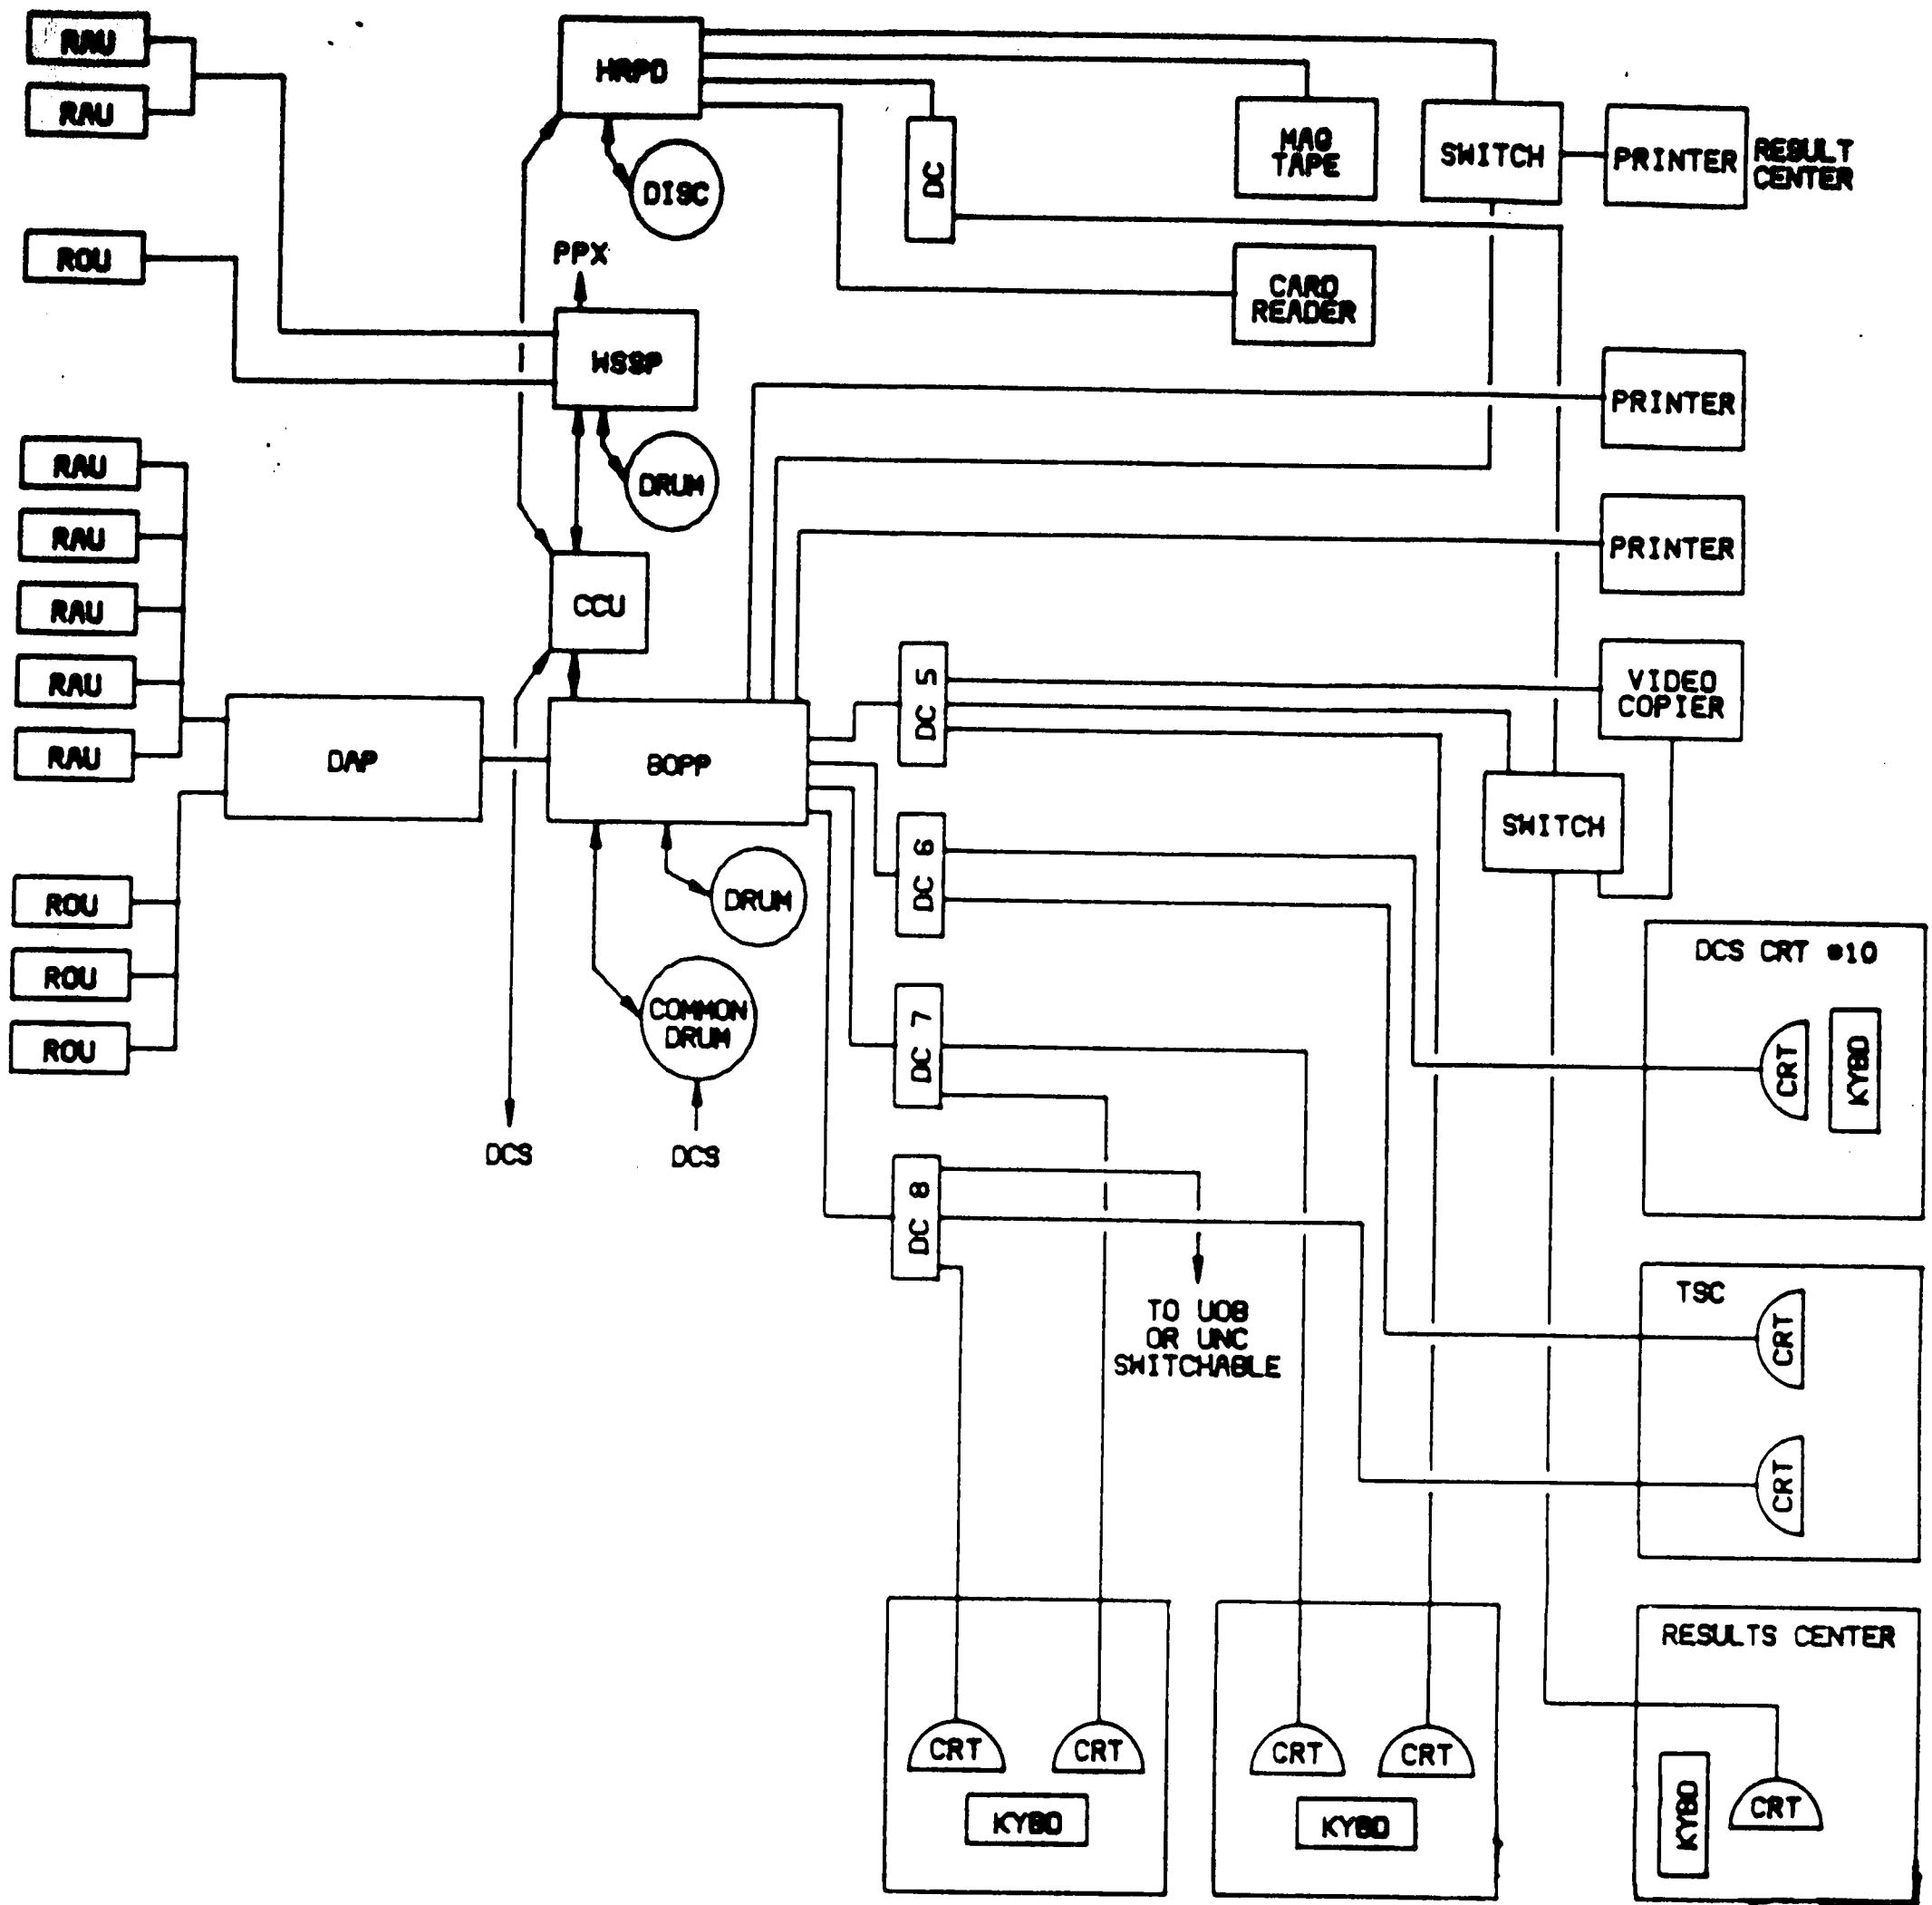 RAU
RAU
HRPD
DISC
DC
MAG
TAPE
SWITCH
PRINTER
RESULT
CENTER
ROU
PPX
CARD
READER
WSSP
DRUM
PRINTER
RAU
RAU
RAU
RAU
RAU
CCU
PRINTER
DC 5
VIDEO
COPIER
DAP
BOPP
SWITCH
DC 6
DRUM
ROU
ROU
ROU
COMMON
DRUM
DCS
DCS
DC 7
DC 8
DCS CRT #10
CRT
KYBD
TO UOB
OR UNC
SWITCHABLE
TSC
CRT
CRT
CRT
CRT
KYBD
CRT
CRT
KYBD
RESULTS CENTER
KYBD
CRT